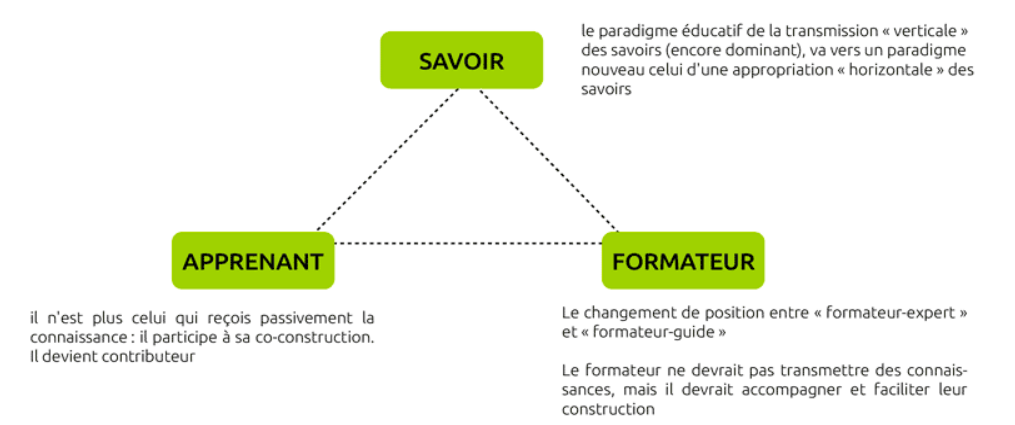 SAVOIR
le paradigme éducatif de la transmission « verticale »
des savoirs (encore dominant), va vers un paradigme
nouveau celui d'une appropriation « horizontale » des
savoirs
APPRENANT
il n'est plus celui qui reçois passivement la
connaissance : il participe à sa co-construction.
Il devient contributeur
FORMATEUR
Le changement de position entre « formateur-expert »
et « formateur-guide »
Le formateur ne devrait pas transmettre des connais-
sances, mais il devrait accompagner et faciliter leur
construction